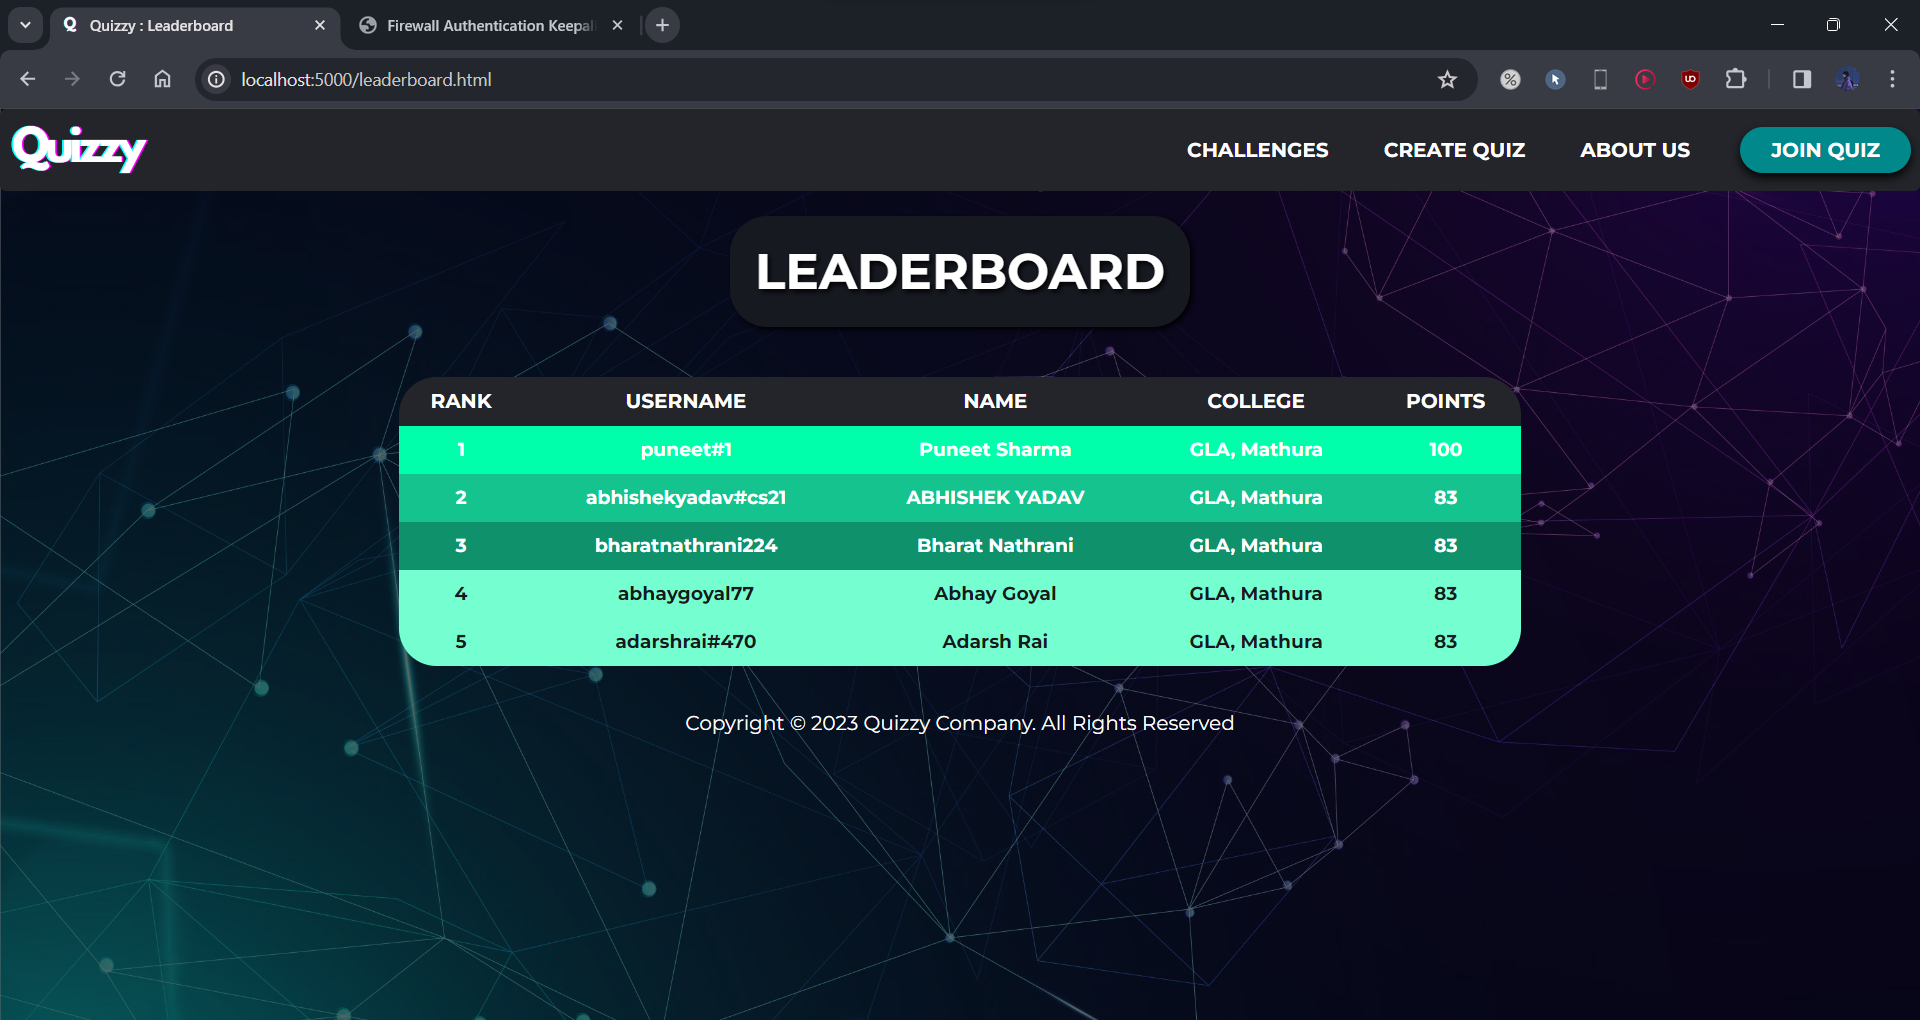 Quizzy : Leaderboard
Firewall Authentication Keepali
localhost:5000/leaderboard.html
Quizzy
CHALLENGES CREATE QUIZ ABOUT US JOIN QUIZ
LEADERBOARD
RANK USERNAME NAME COLLEGE POINTS
1 puneet#1 Puneet Sharma GLA, Mathura 100
2 abhishekyadav#cs21 ABHISHEK YADAV GLA, Mathura 83
3 bharatnathrani224 Bharat Nathrani GLA, Mathura 83
4 abhaygoyal77 Abhay Goyal GLA, Mathura 83
5 adarshrai#470 Adarsh Rai GLA, Mathura 83
Copyright © 2023 Quizzy Company. All Rights Reserved